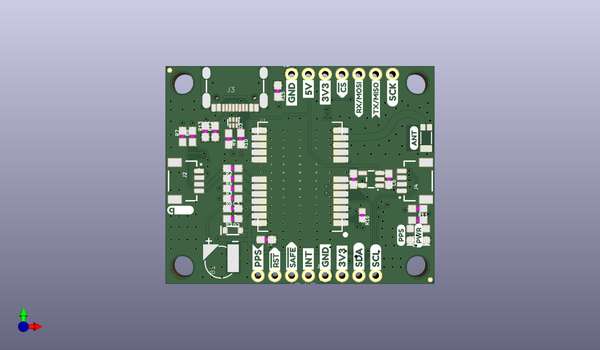 J3
GND
5V
3V3
CS
RX/MOSI
TX/MISO
SCK
ANT
J2
J4
PPS
PWR
PPS
RST
SAFE
INT
GND
3V3
SDA
SCL